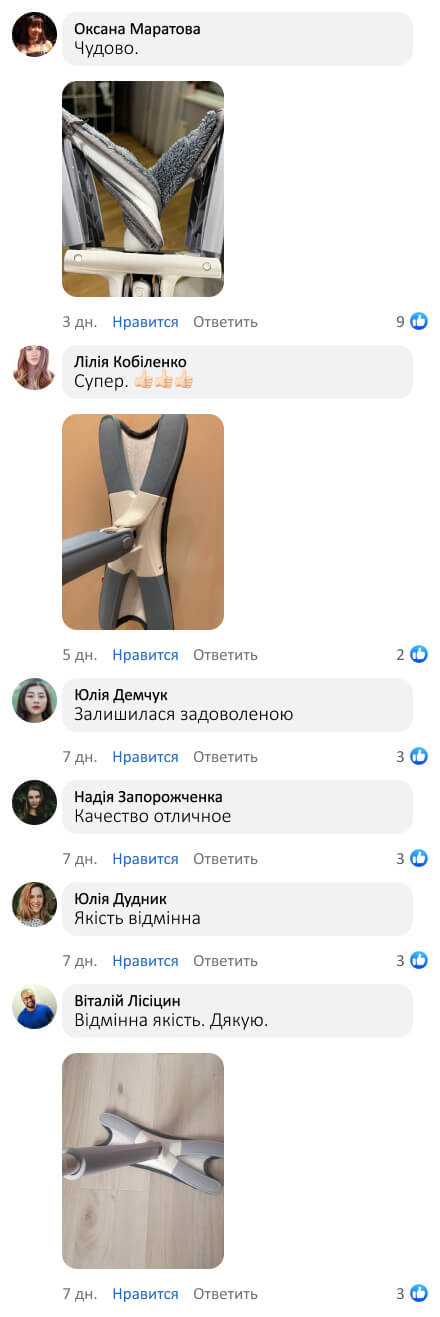 Оксана Маратова
Чудово.
3 дн. Нравится Ответить 9
Лілія Кобіленко
Супер. 👍🏻👍🏻👍🏻
5 дн. Нравится Ответить 2
Юлія Демчук
Залишилася задоволеною
7 дн. Нравится Ответить 3
Надія Запорожченка
Качество отличное
7 дн. Нравится Ответить 3
Юлія Дудник
Якість відмінна
7 дн. Нравится Ответить 3
Віталій Лісіцин
Відмінна якість. Дякую.
7 дн. Нравится Ответить 3